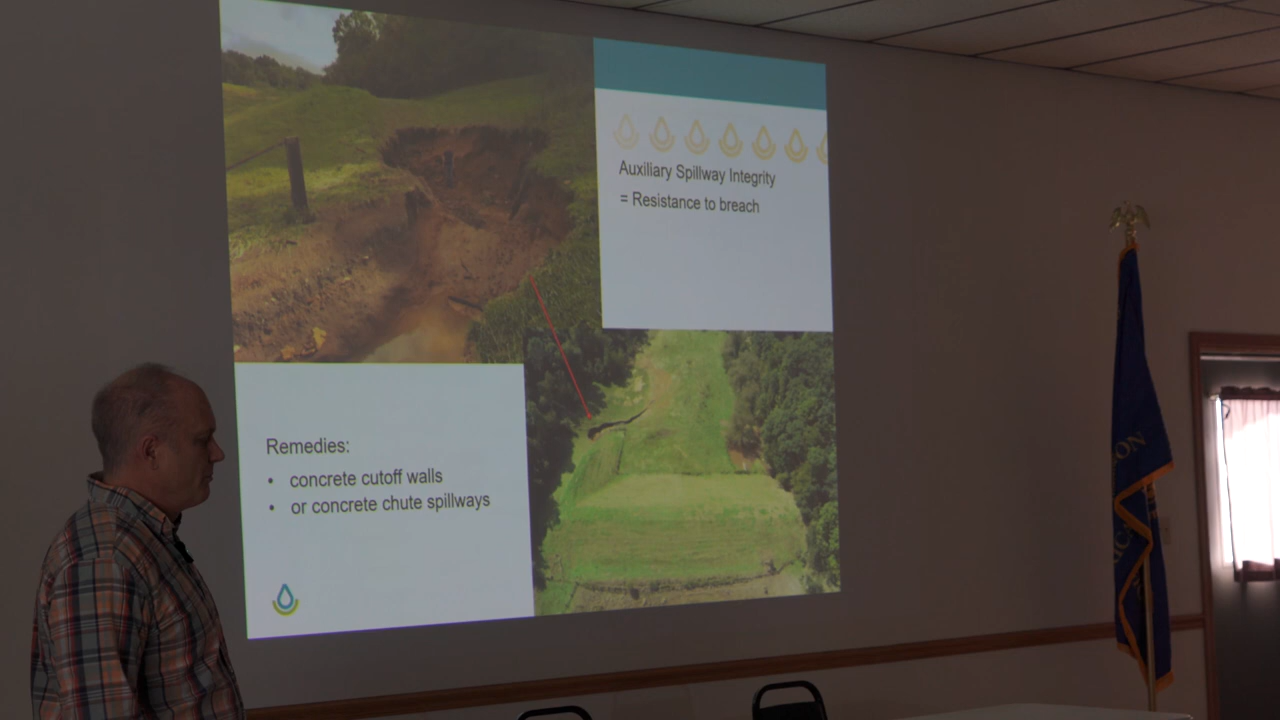 Auxiliary Spillway Integrity
= Resistance to breach
Remedies:
• concrete cutoff walls
• or concrete chute spillways